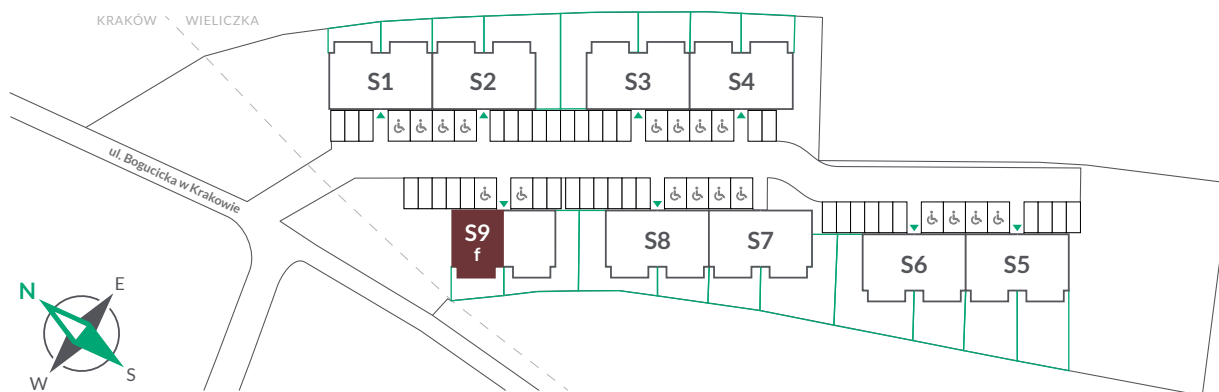 KRAKÓW WIELICZKA
S1 S2 S3 S4
ul. Bogucicka w Krakowie
S9 S8 S7
f
S6 S5
N E
W S